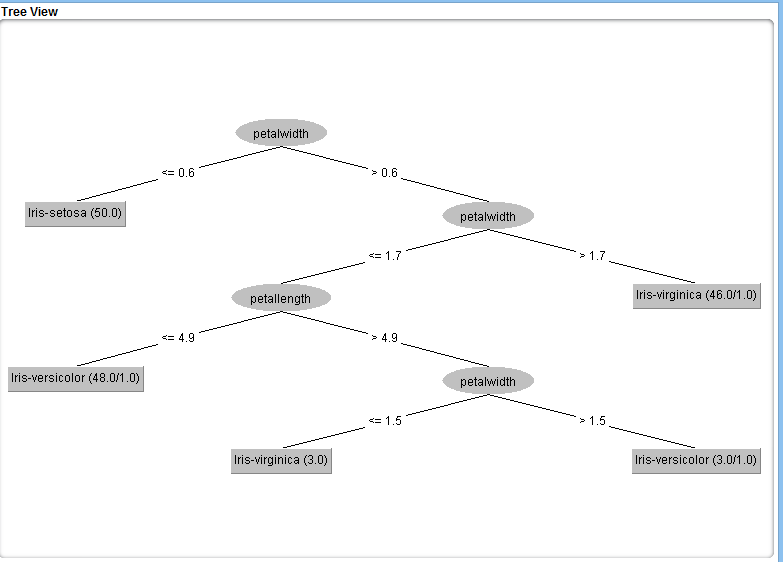 Tree View
petalwidth
<= 0.6
> 0.6
Iris-setosa (50.0)
petalwidth
<= 1.7
> 1.7
petallength
Iris-virginica (46.0/1.0)
<= 4.9
> 4.9
Iris-versicolor (48.0/1.0)
petalwidth
<= 1.5
> 1.5
Iris-virginica (3.0)
Iris-versicolor (3.0/1.0)